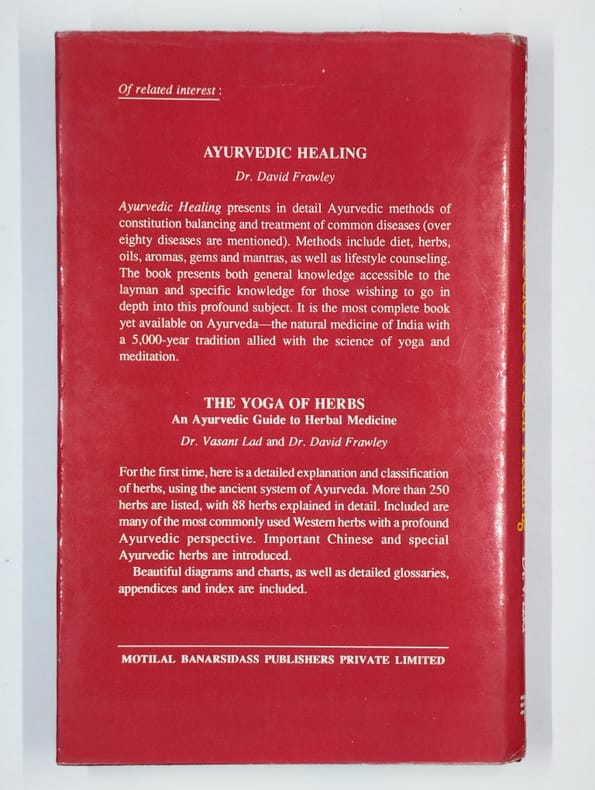 Of related interest :
AYURVEDIC HEALING
Dr. David Frawley
Ayurvedic Healing presents in detail Ayurvedic methods of
constitution balancing and treatment of common diseases (over
eighty diseases are mentioned). Methods include diet, herbs,
oils, aromas, gems and mantras, as well as lifestyle counseling.
The book presents both general knowledge accessible to the
layman and specific knowledge for those wishing to go in
depth into this profound subject. It is the most complete book
yet available on Ayurveda—the natural medicine of India with
a 5,000-year tradition allied with the science of yoga and
meditation.
THE YOGA OF HERBS
An Ayurvedic Guide to Herbal Medicine
Dr. Vasant Lad and Dr. David Frawley
For the first time, here is a detailed explanation and classification
of herbs, using the ancient system of Ayurveda. More than 250
herbs are listed, with 88 herbs explained in detail. Included are
many of the most commonly used Western herbs with a profound
Ayurvedic perspective. Important Chinese and special
Ayurvedic herbs are introduced.
Beautiful diagrams and charts, as well as detailed glossaries,
appendices and index are included.
MOTILAL BANARSIDASS PUBLISHERS PRIVATE LIMITED